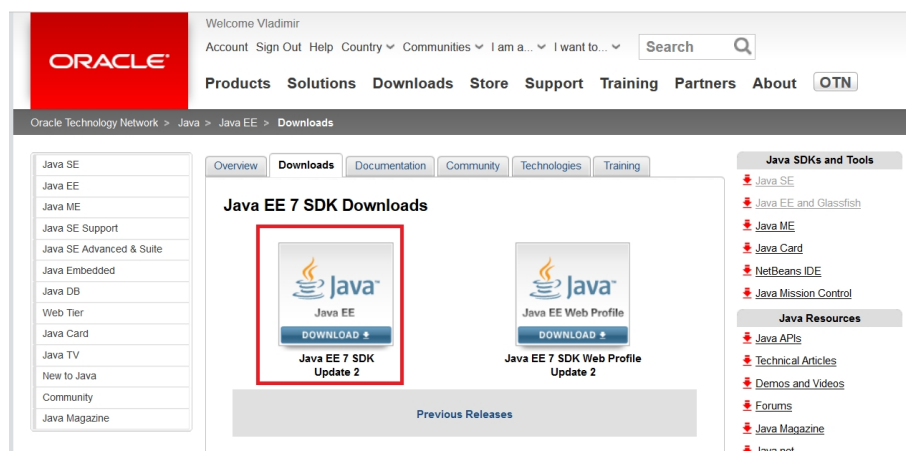 Welcome Vladimir
Account Sign Out Help Country Communities I am a... I want to... Search
ORACLE
Products Solutions Downloads Store Support Training Partners About OTN
Oracle Technology Network > Java > Java EE > Downloads
Java SE
Java EE
Java ME
Java SE Support
Java SE Advanced & Suite
Java Embedded
Java DB
Web Tier
Java Card
Java TV
New to Java
Community
Java Magazine
Overview Downloads Documentation Community Technologies Training
Java EE 7 SDK Downloads
Java
Java EE
DOWNLOAD
Java EE 7 SDK
Update 2
Java
Java EE Web Profile
DOWNLOAD
Java EE 7 SDK Web Profile
Update 2
Previous Releases
Java SDKs and Tools
Java SE
Java EE and Glassfish
Java ME
Java Card
NetBeans IDE
Java Mission Control
Java Resources
Java APIs
Technical Articles
Demos and Videos
Forums
Java Magazine